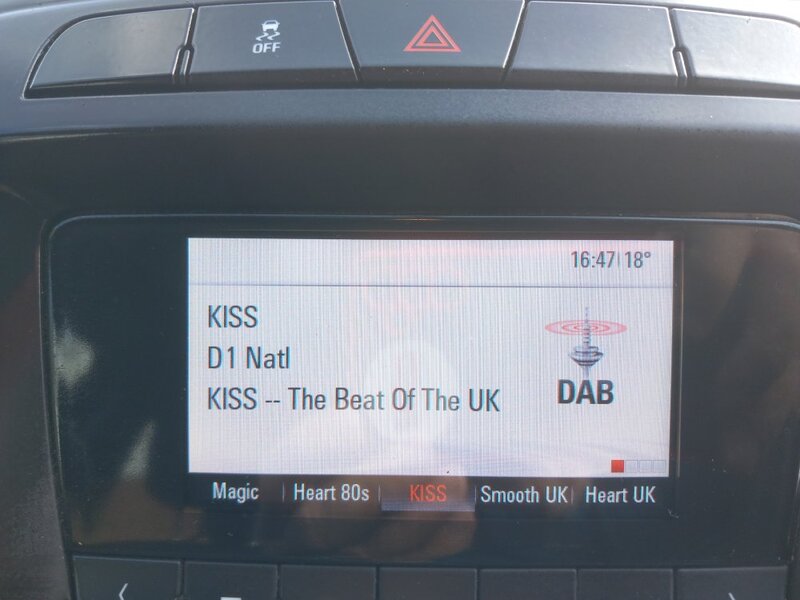 OFF
16:47 18°
KISS
D1 Natl
KISS -- The Beat Of The UK
DAB
Magic Heart 80s KISS Smooth UK Heart UK